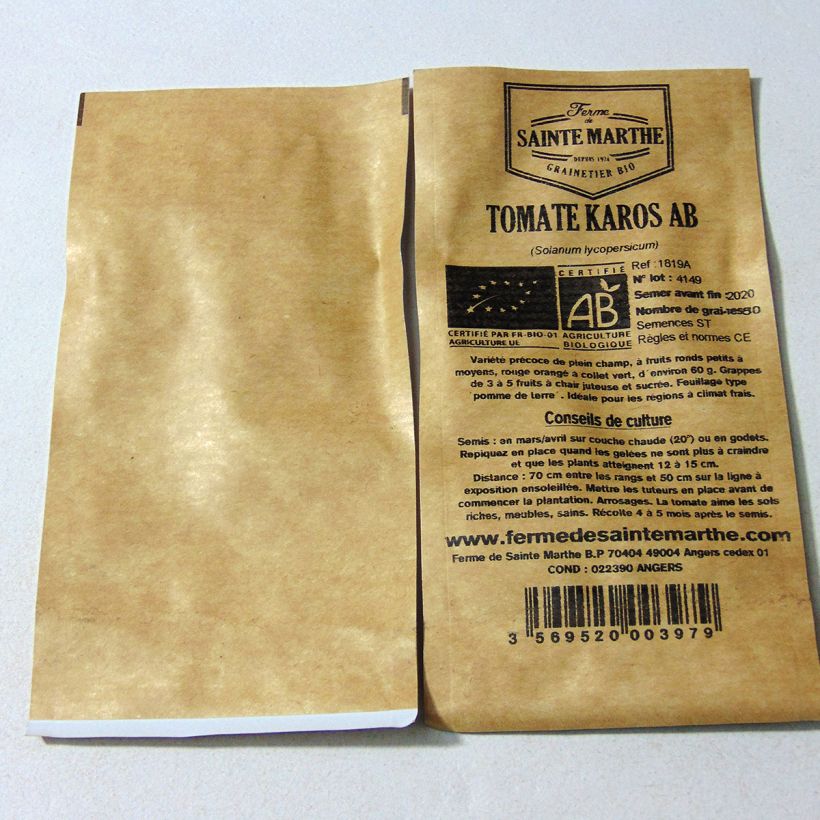 Ferme
de
SAINTE MARTHE
DEPUIS 1974
GRAINETIER BIO
TOMATE KAROS AB
(Solanum lycopersicum)
CERTIFIÉ
AB
AGRICULTURE
BIOLOGIQUE
CERTIFIÉ PAR FR-BIO-01
AGRICULTURE UE
Ref : 1819A
N° lot : 4149
Semer avant fin :2020
Nombre de graines50
Semences ST
Règles et normes CE
Variété précoce de plein champ, à fruits ronds petits à
moyens, rouge orangé à collet vert, d'environ 60 g. Grappes
de 3 à 5 fruits à chair juteuse et sucrée. Feuillage type
'pomme de terre'. Idéale pour les régions à climat frais.
Conseils de culture
Semis : en mars/avril sur couche chaude (20°) ou en godets.
Repiquez en place quand les gelées ne sont plus à craindre
et que les plants atteignent 12 à 15 cm.
Distance : 70 cm entre les rangs et 50 cm sur la ligne à
exposition ensoleillée. Mettre les tuteurs en place avant de
commencer la plantation. Arrosages. La tomate aime les sols
riches, meubles, sains. Récolte 4 à 5 mois après le semis.
www.fermedesaintemarthe.com
Ferme de Sainte Marthe B.P 70404 49004 Angers cedex 01
COND : 022390 ANGERS
3 569520 003979